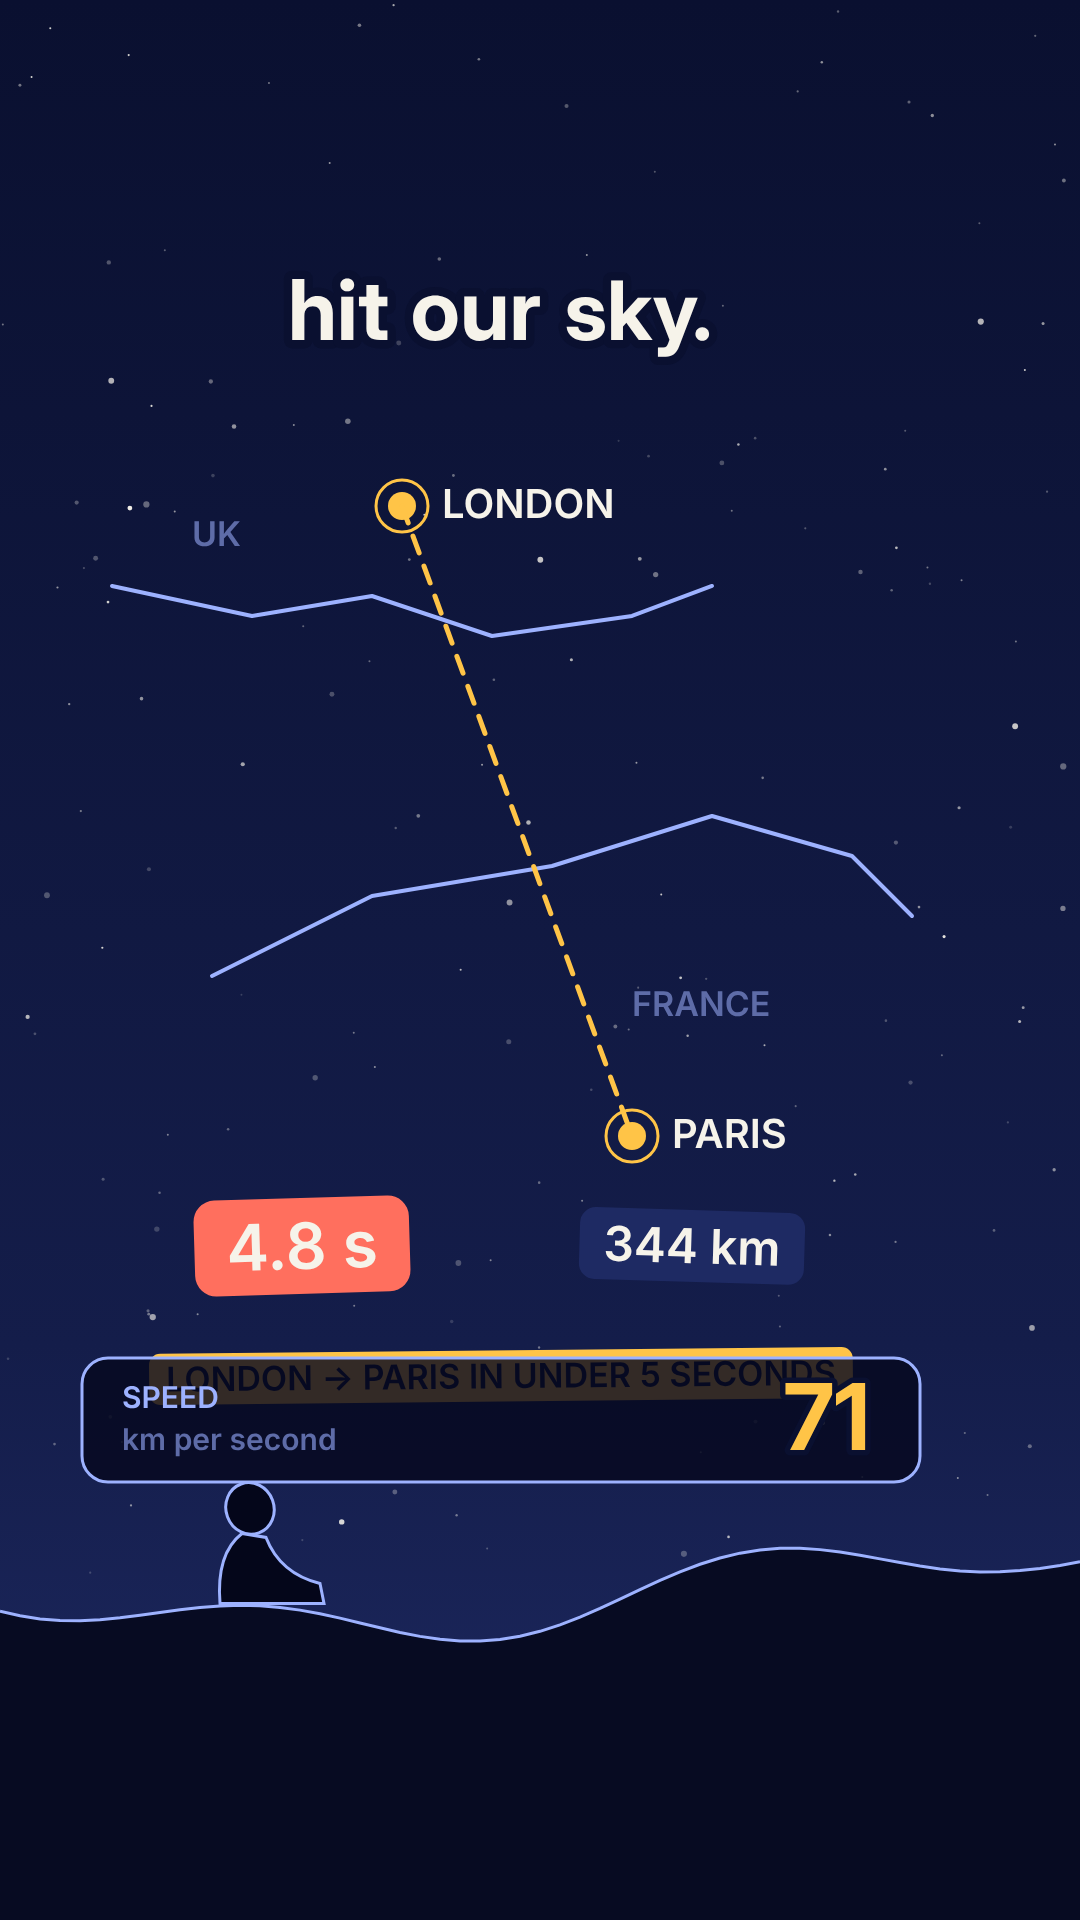 hit our sky.
LONDON
UK
FRANCE
PARIS
4.8 s
344 km
LONDON → PARIS IN UNDER 5 SECONDS
SPEED
71
km per second